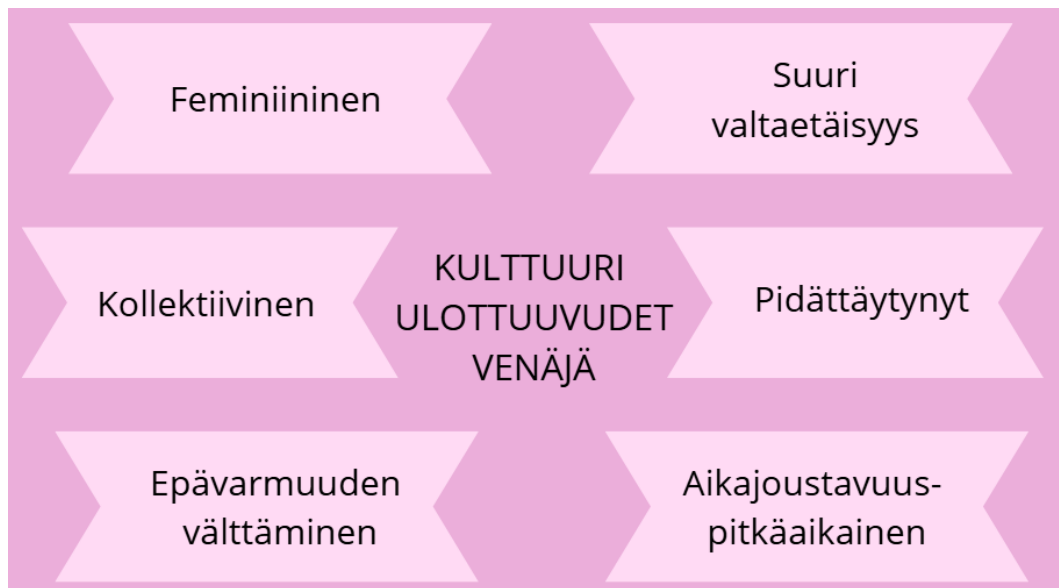 Feminiininen
Suuri
valtaetäisyys
Kollektiivinen
KULTTUURI
ULOTTUUVUDET
VENÄJÄ
Pidättäytynyt
Epävarmuuden
välttäminen
Aikajoustavuus-
pitkäaikainen